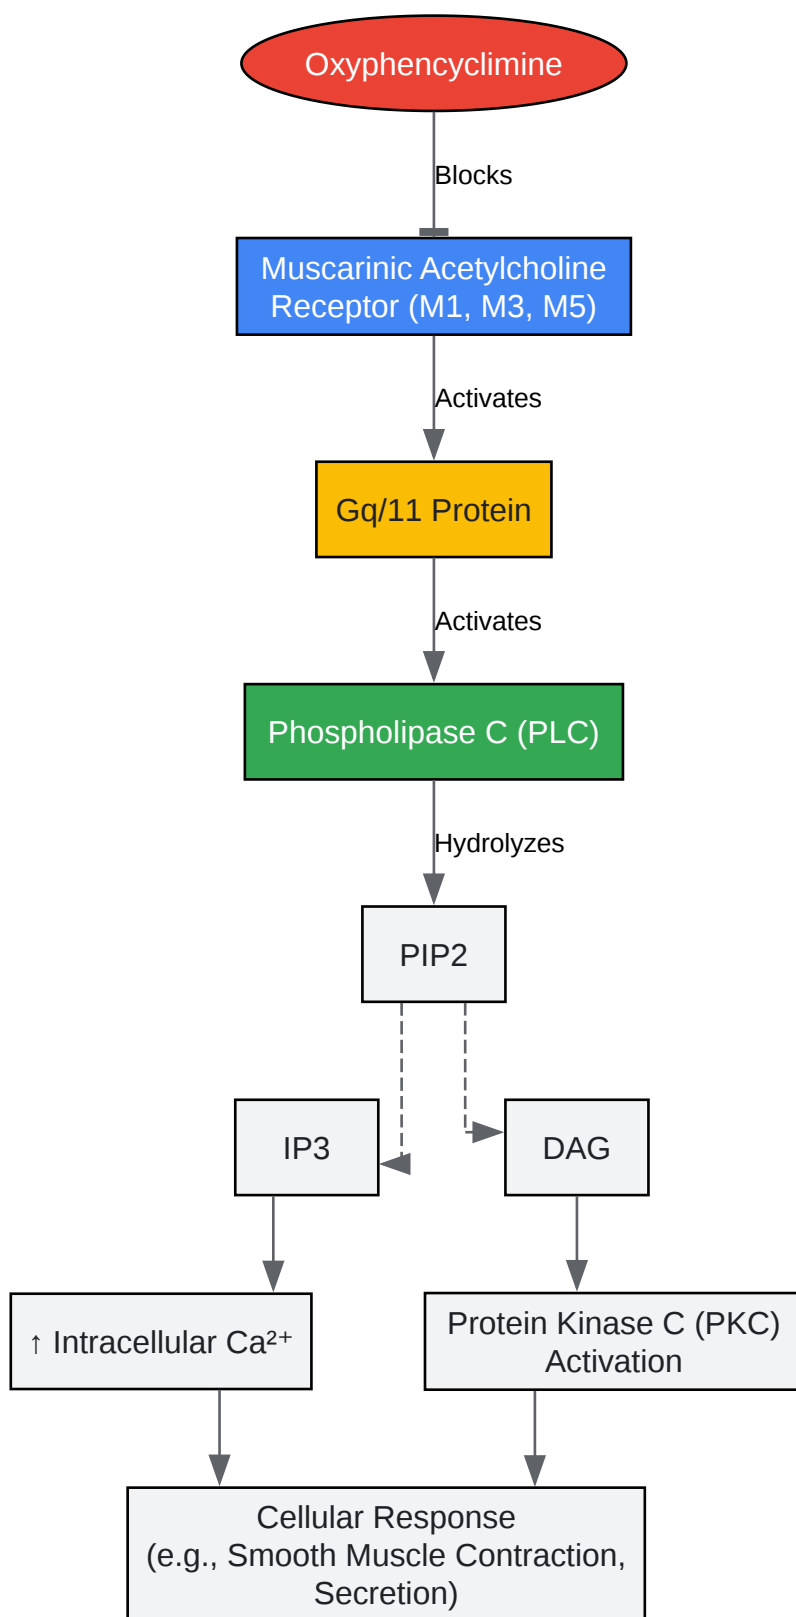 Oxyphencyclimine
Blocks
Muscarinic Acetylcholine
Receptor (M1, M3, M5)
Activates
Gq/11 Protein
Activates
Phospholipase C (PLC)
Hydrolyzes
PIP2
IP3
DAG
↑ Intracellular Ca²⁺
Protein Kinase C (PKC)
Activation
Cellular Response
(e.g., Smooth Muscle Contraction,
Secretion)